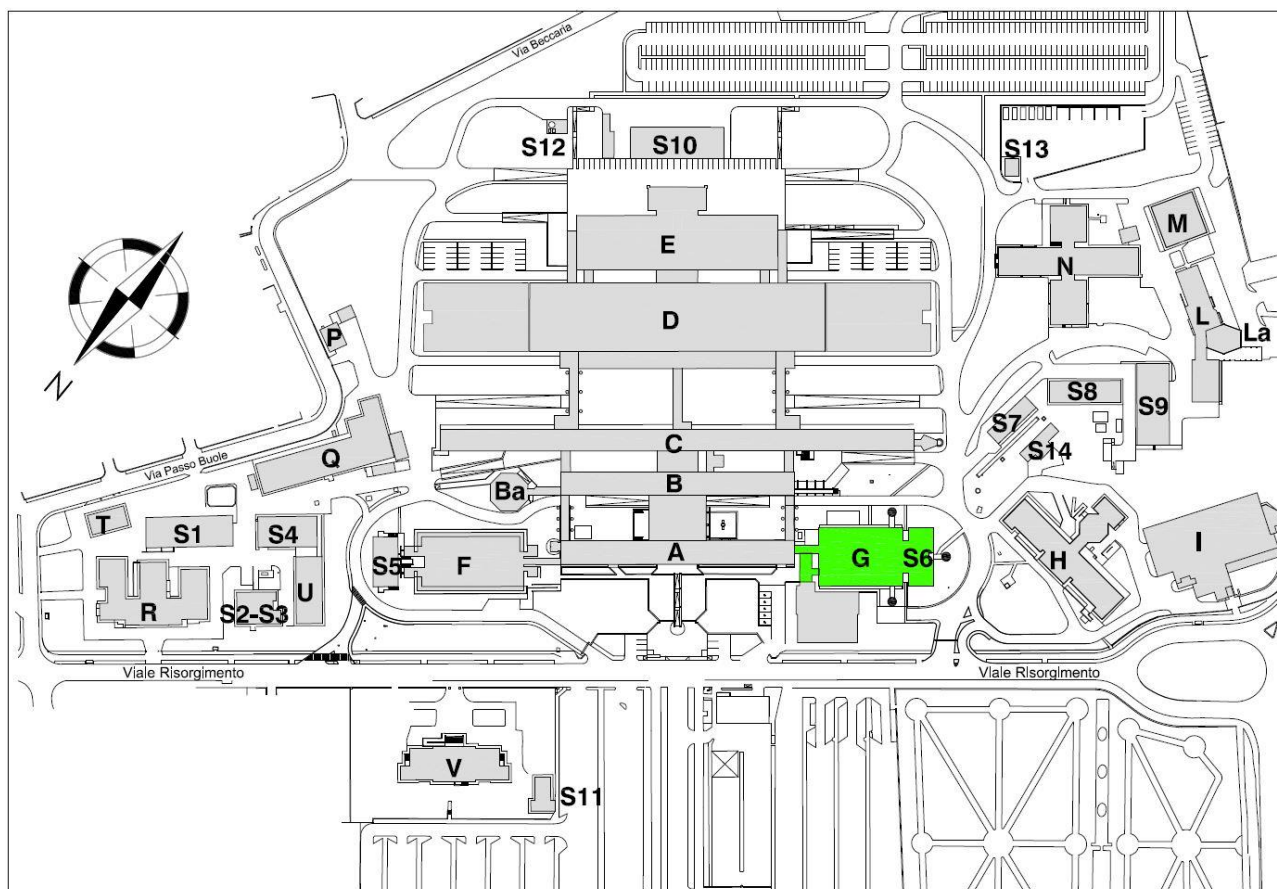 Via Beccaria
S12
S10
S13
M
E
N
D
L
La
P
N
S8
S9
S7
C
S14
Via Passo Buole
Q
B
Ba
T
S1
S4
A
G
S6
I
S5
F
H
U
R
S2-S3
Viale Risorgimento
Viale Risorgimento
V
S11